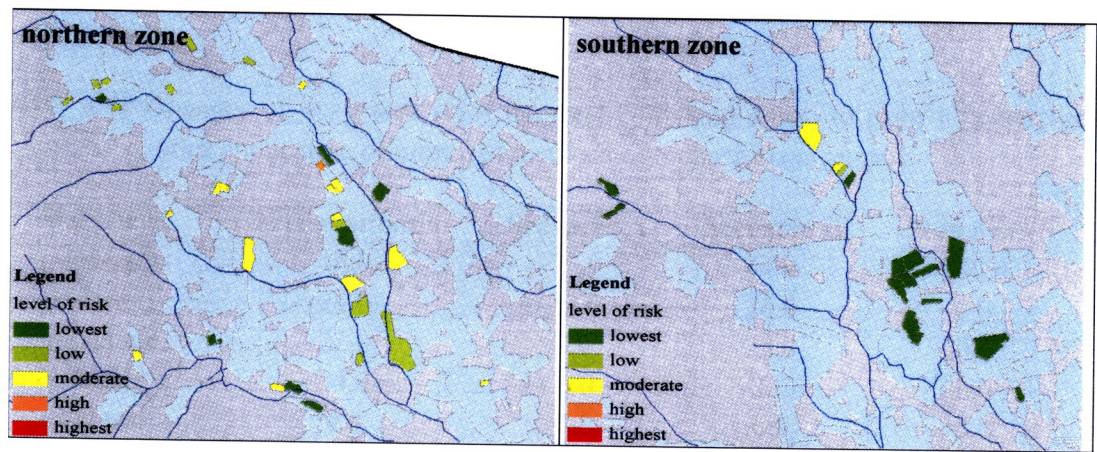 northern zone
Legend
level of risk
lowest
low
moderate
high
highest
southern zone
Legend
level of risk
lowest
low
moderate
high
highest